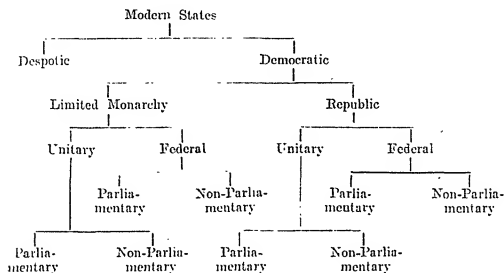 Modern States
Despotic Democratic
Limited Monarchy Republic
Unitary Federal Unitary Federal
Parlia- Non-Parlia- Parlia- Non-Parlia-
mentary mentary mentary mentary
Parlia- Non-Parlia- Parlia- Non-Parlia-
mentary mentary mentary mentary